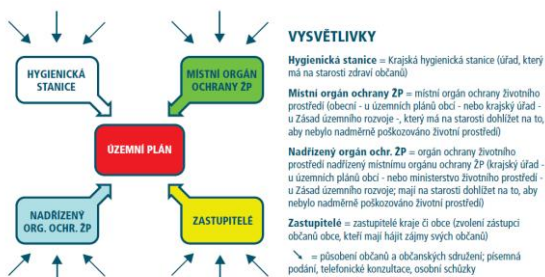 HYGIENICKÁ
STANICE
MÍSTNÍ ORGÁN
OCHRANY ŽP
ÚZEMNÍ PLÁN
NADŘÍZENÝ
ORG. OCHR. ŽP
ZASTUPITELÉ
VYSVĚTLIVKY
Hygienická stanice = Krajská hygienická stanice (úřad, který
má na starosti zdraví občanů)
Místní orgán ochrany ŽP = místní orgán ochrany životního
prostředí (obecní - u územních plánů obcí - nebo krajský úřad -
u Zásad územního rozvoje -, který má na starosti dohlížet na to,
aby nebylo nadměrně poškozováno životní prostředí)
Nadřízený orgán ochr. ŽP = orgán ochrany životního
prostředí nadřízený místnímu orgánu ochrany ŽP (krajský úřad -
u územních plánů obcí - nebo ministerstvo životního prostředí -
u Zásad územního rozvoje; mají na starosti dohlížet na to, aby
nebylo nadměrně poškozováno životní prostředí)
Zastupitelé = zastupitelé kraje či obce (zvolení zástupci
občanů obce, kteří mají hájit zájmy svých občanů)
= působení občanů a občanských sdružení; písemná
podání, telefonické konzultace, osobní schůzky